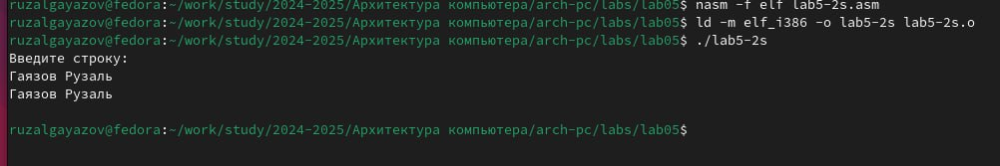 ruzalgayazov@fedora:~/work/study/2024-2025/Архитектура компьютера/arch-pc/labs/lab05$ nasm -f elf lab5-2s.asm
ruzalgayazov@fedora:~/work/study/2024-2025/Архитектура компьютера/arch-pc/labs/lab05$ ld -m elf_i386 -o lab5-2s lab5-2s.o
ruzalgayazov@fedora:~/work/study/2024-2025/Архитектура компьютера/arch-pc/labs/lab05$ ./lab5-2s
Введите строку:
Гаязов Рузаль
Гаязов Рузаль
ruzalgayazov@fedora:~/work/study/2024-2025/Архитектура компьютера/arch-pc/labs/lab05$